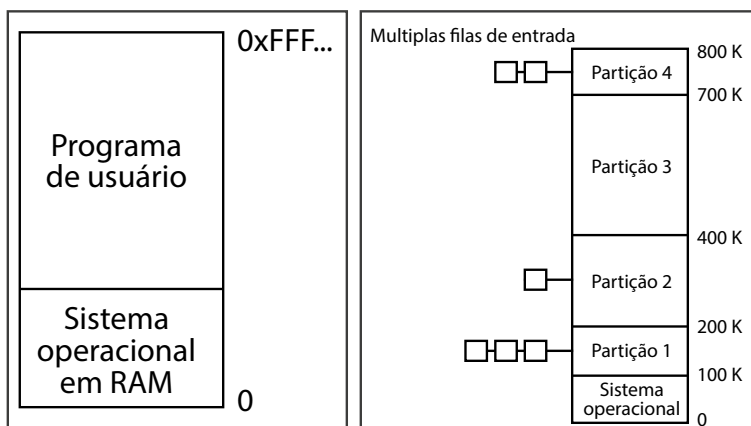 0xFFF...
Programa
de usuário
Sistema
operacional
em RAM
0
Multiplas filas de entrada
800 K
Partição 4
700 K
Partição 3
400 K
Partição 2
200 K
Partição 1
100 K
Sistema
operacional
0